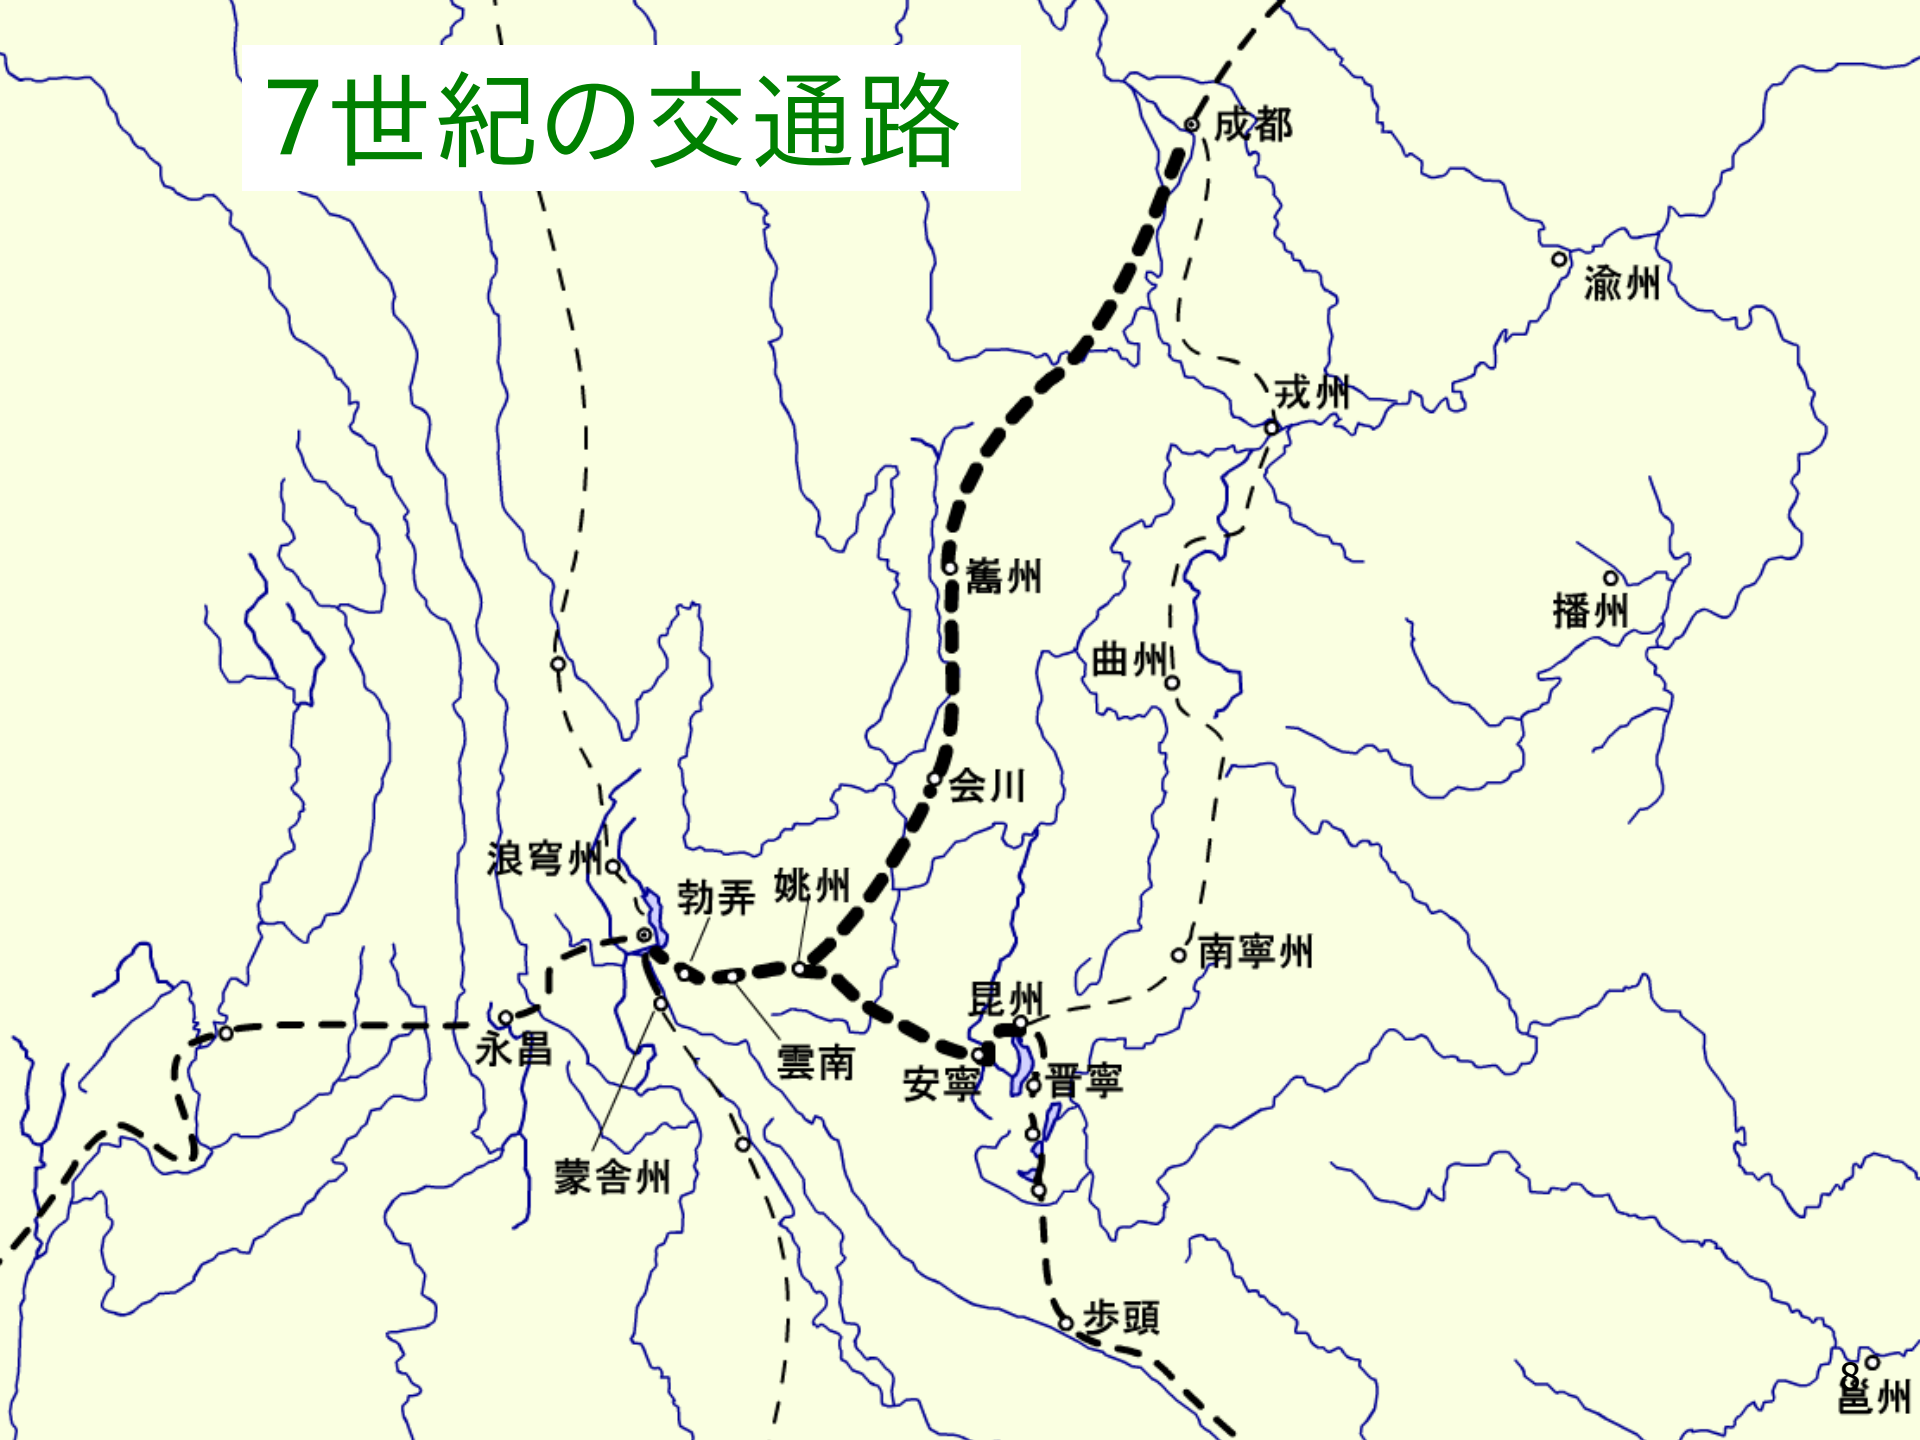 7世紀の交通路
成都
渝州
戎州
巂州
播州
曲州
会川
浪穹州
勃弄
姚州
南寧州
昆州
永昌
雲南
安寧
晋寧
蒙舎州
歩頭
8
邕州